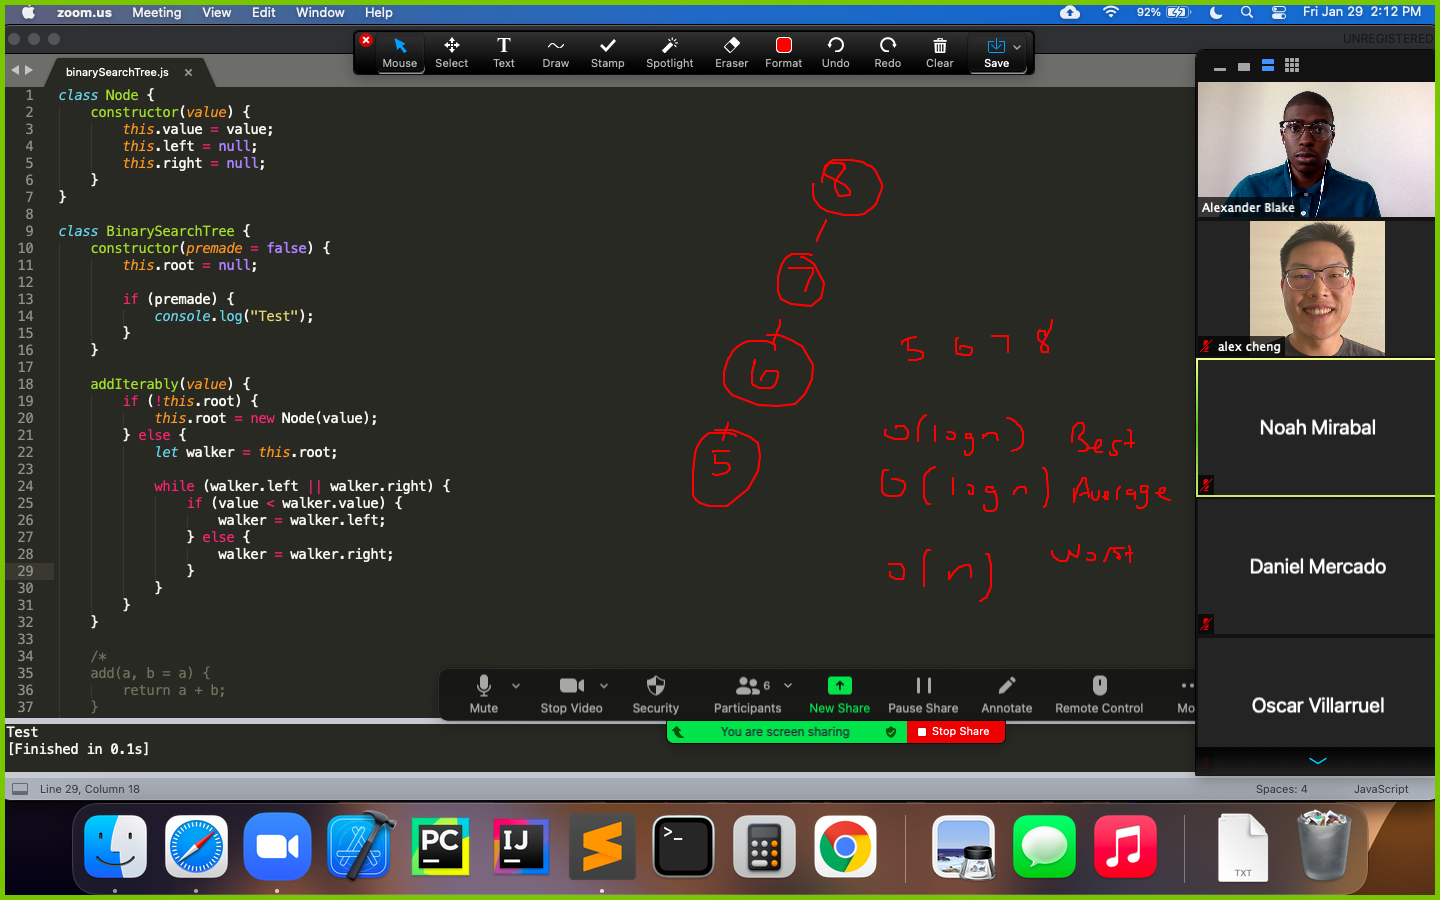 zoom.us Meeting View Edit Window Help 92% Fri Jan 29 2:12 PM
Mouse Select Text Draw Stamp Spotlight Eraser Format Undo Redo Clear Save
UNREGISTERED
binarySearchTree.js
1 class Node {
2 constructor(value) {
3 this.value = value;
4 this.left = null;
5 this.right = null;
6 }
7 }
8
9 class BinarySearchTree {
10 constructor(premade = false) {
11 this.root = null;
12
13 if (premade) {
14 console.log("Test");
15 }
16 }
17
18 addIterably(value) {
19 if (!this.root) {
20 this.root = new Node(value);
21 } else {
22 let walker = this.root;
23
24 while (walker.left || walker.right) {
25 if (value < walker.value) {
26 walker = walker.left;
27 } else {
28 walker = walker.right;
29 }
30 }
31 }
32 }
33
34 /*
35 add(a, b = a) {
36 return a + b;
37 }
8
7
6
5
5 6 7 8
O(log n) Best
O(log n) Average
O(n) Worst
Alexander Blake
alex cheng
Noah Mirabal
Daniel Mercado
Oscar Villarruel
Mute Stop Video Security Participants 6 New Share Pause Share Annotate Remote Control Mo
You are screen sharing Stop Share
Test
[Finished in 0.1s]
Line 29, Column 18 Spaces: 4 JavaScript
PC IJ >_ TXT